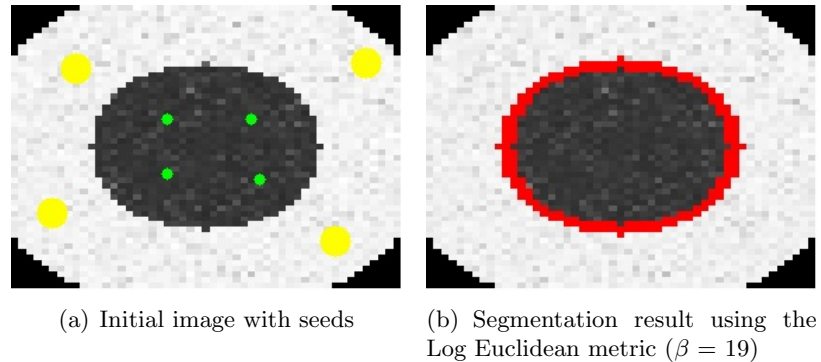 (a) Initial image with seeds
(b) Segmentation result using the
Log Euclidean metric (β = 19)